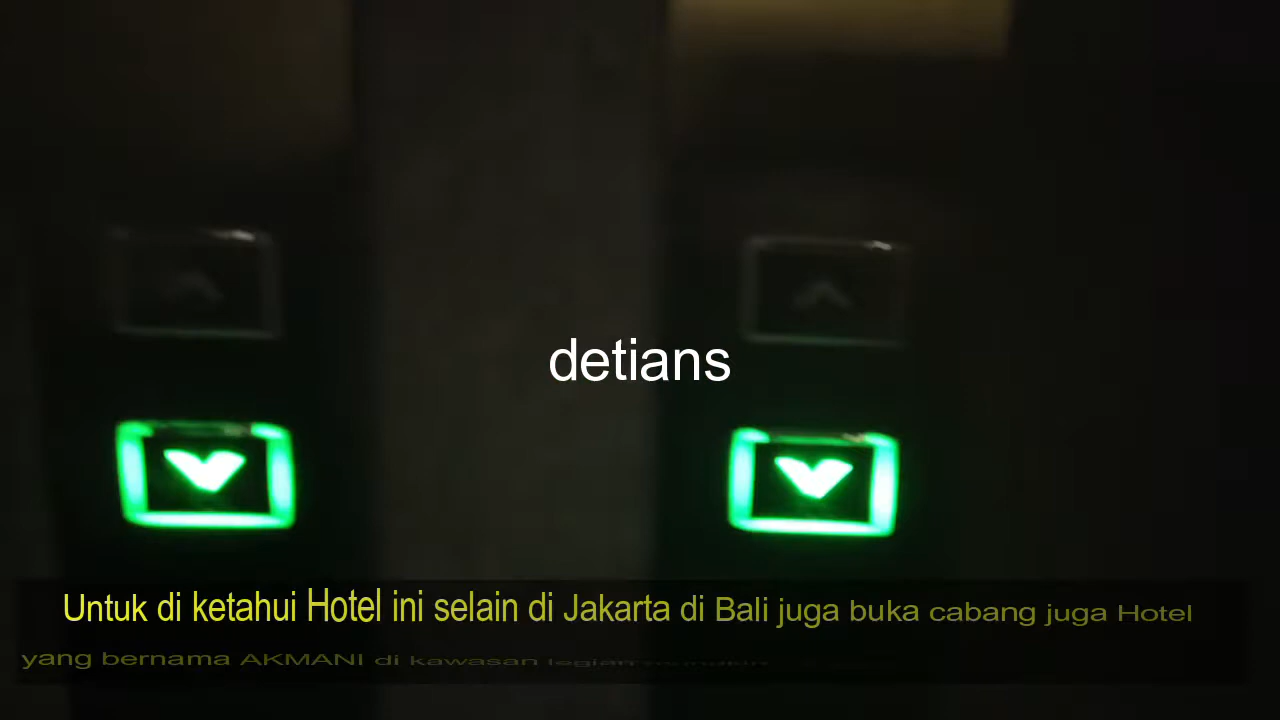 detians
Untuk di ketahui Hotel ini selain di Jakarta di Bali juga buka cabang juga Hotel
yang bernama AKMANI di kawasan legian